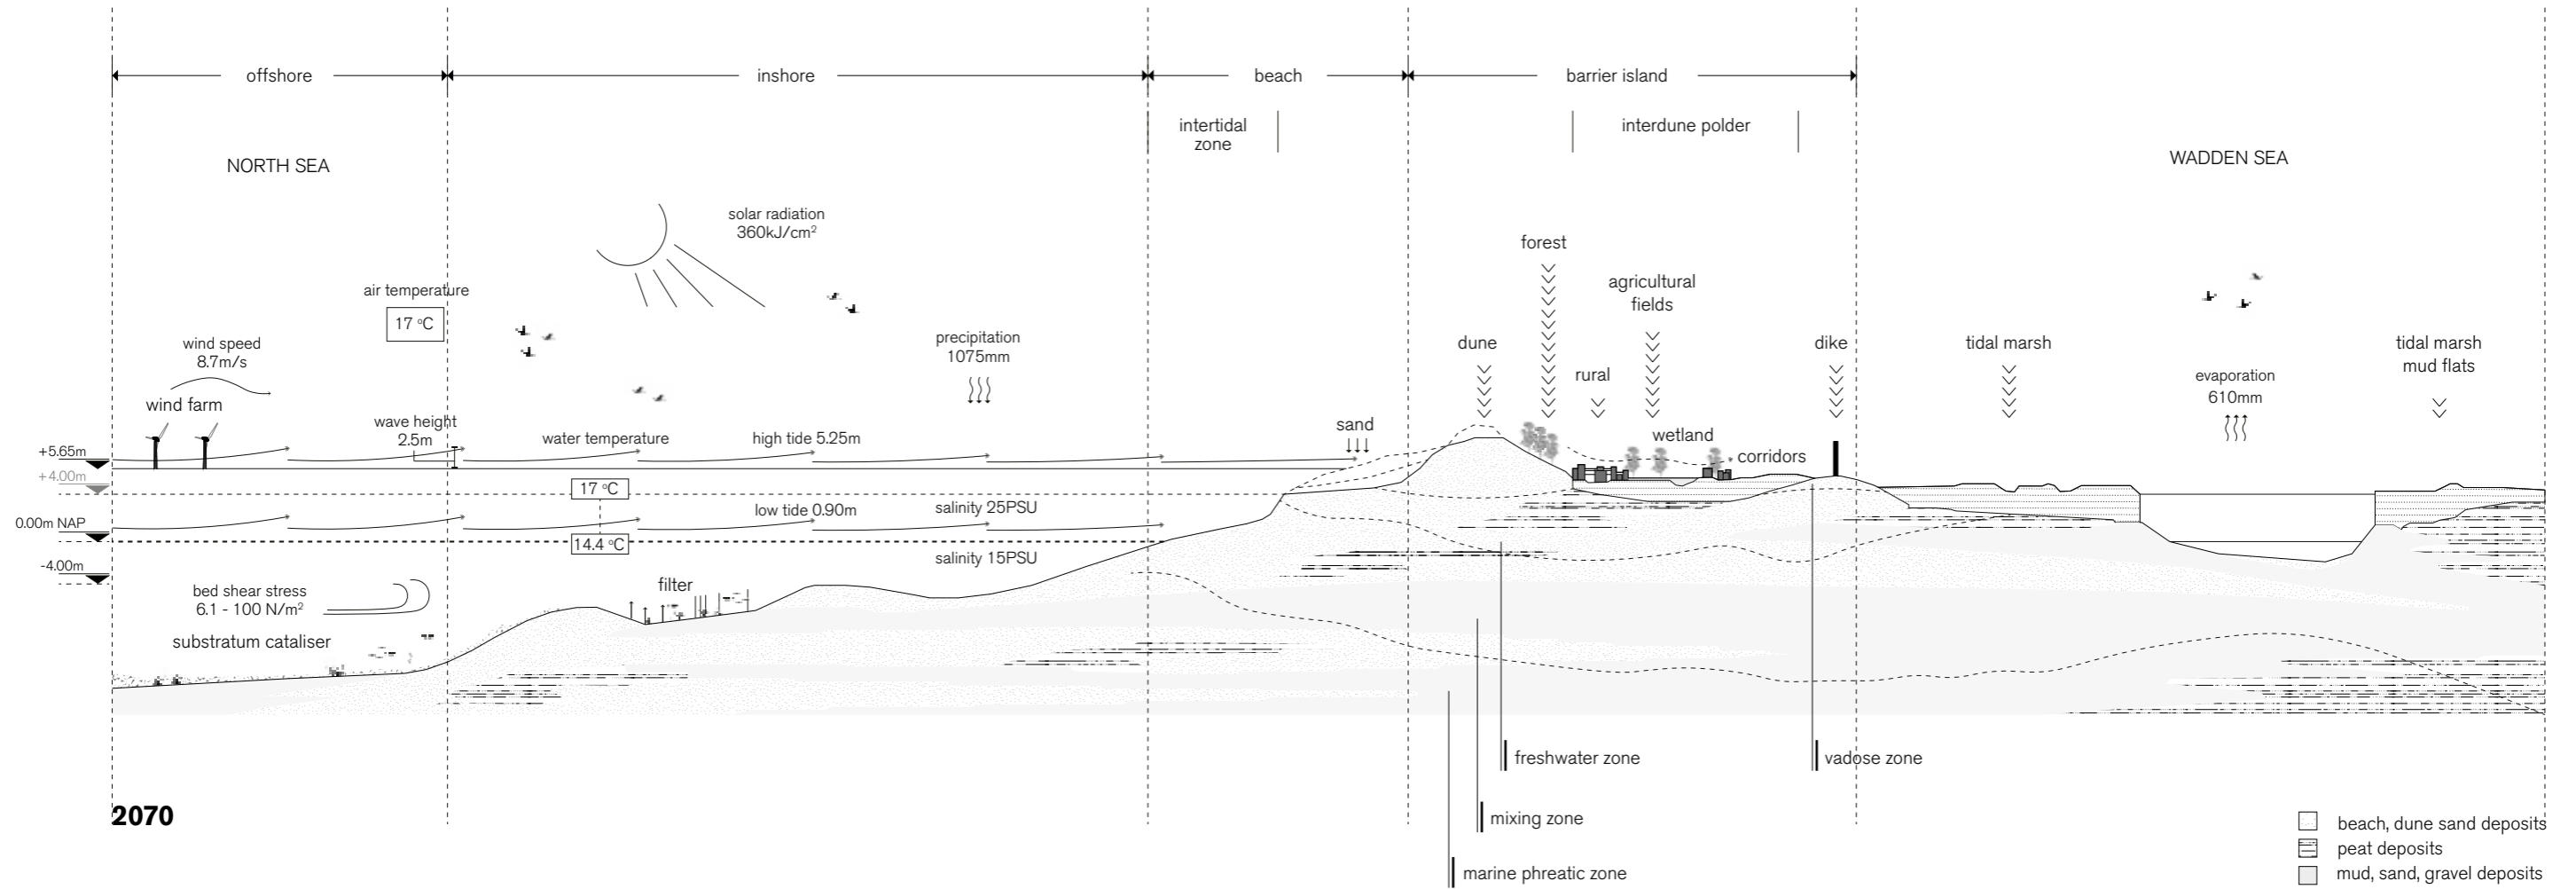 offshore
inshore
beach
barrier island
intertidal
zone
interdune polder
NORTH SEA
WADDEN SEA
solar radiation
360kJ/cm²
forest
agricultural
fields
air temperature
17 °C
wind speed
8.7m/s
precipitation
1075mm
dune
dike
tidal marsh
tidal marsh
mud flats
rural
evaporation
610mm
wind farm
wave height
2.5m
water temperature
high tide 5.25m
sand
wetland
corridors
+5.65m
+4.00m
17 °C
salinity 25PSU
low tide 0.90m
0.00m NAP
14.4 °C
salinity 15PSU
-4.00m
bed shear stress
6.1 - 100 N/m²
filter
substratum cataliser
freshwater zone
vadose zone
2070
mixing zone
marine phreatic zone
beach, dune sand deposits
peat deposits
mud, sand, gravel deposits